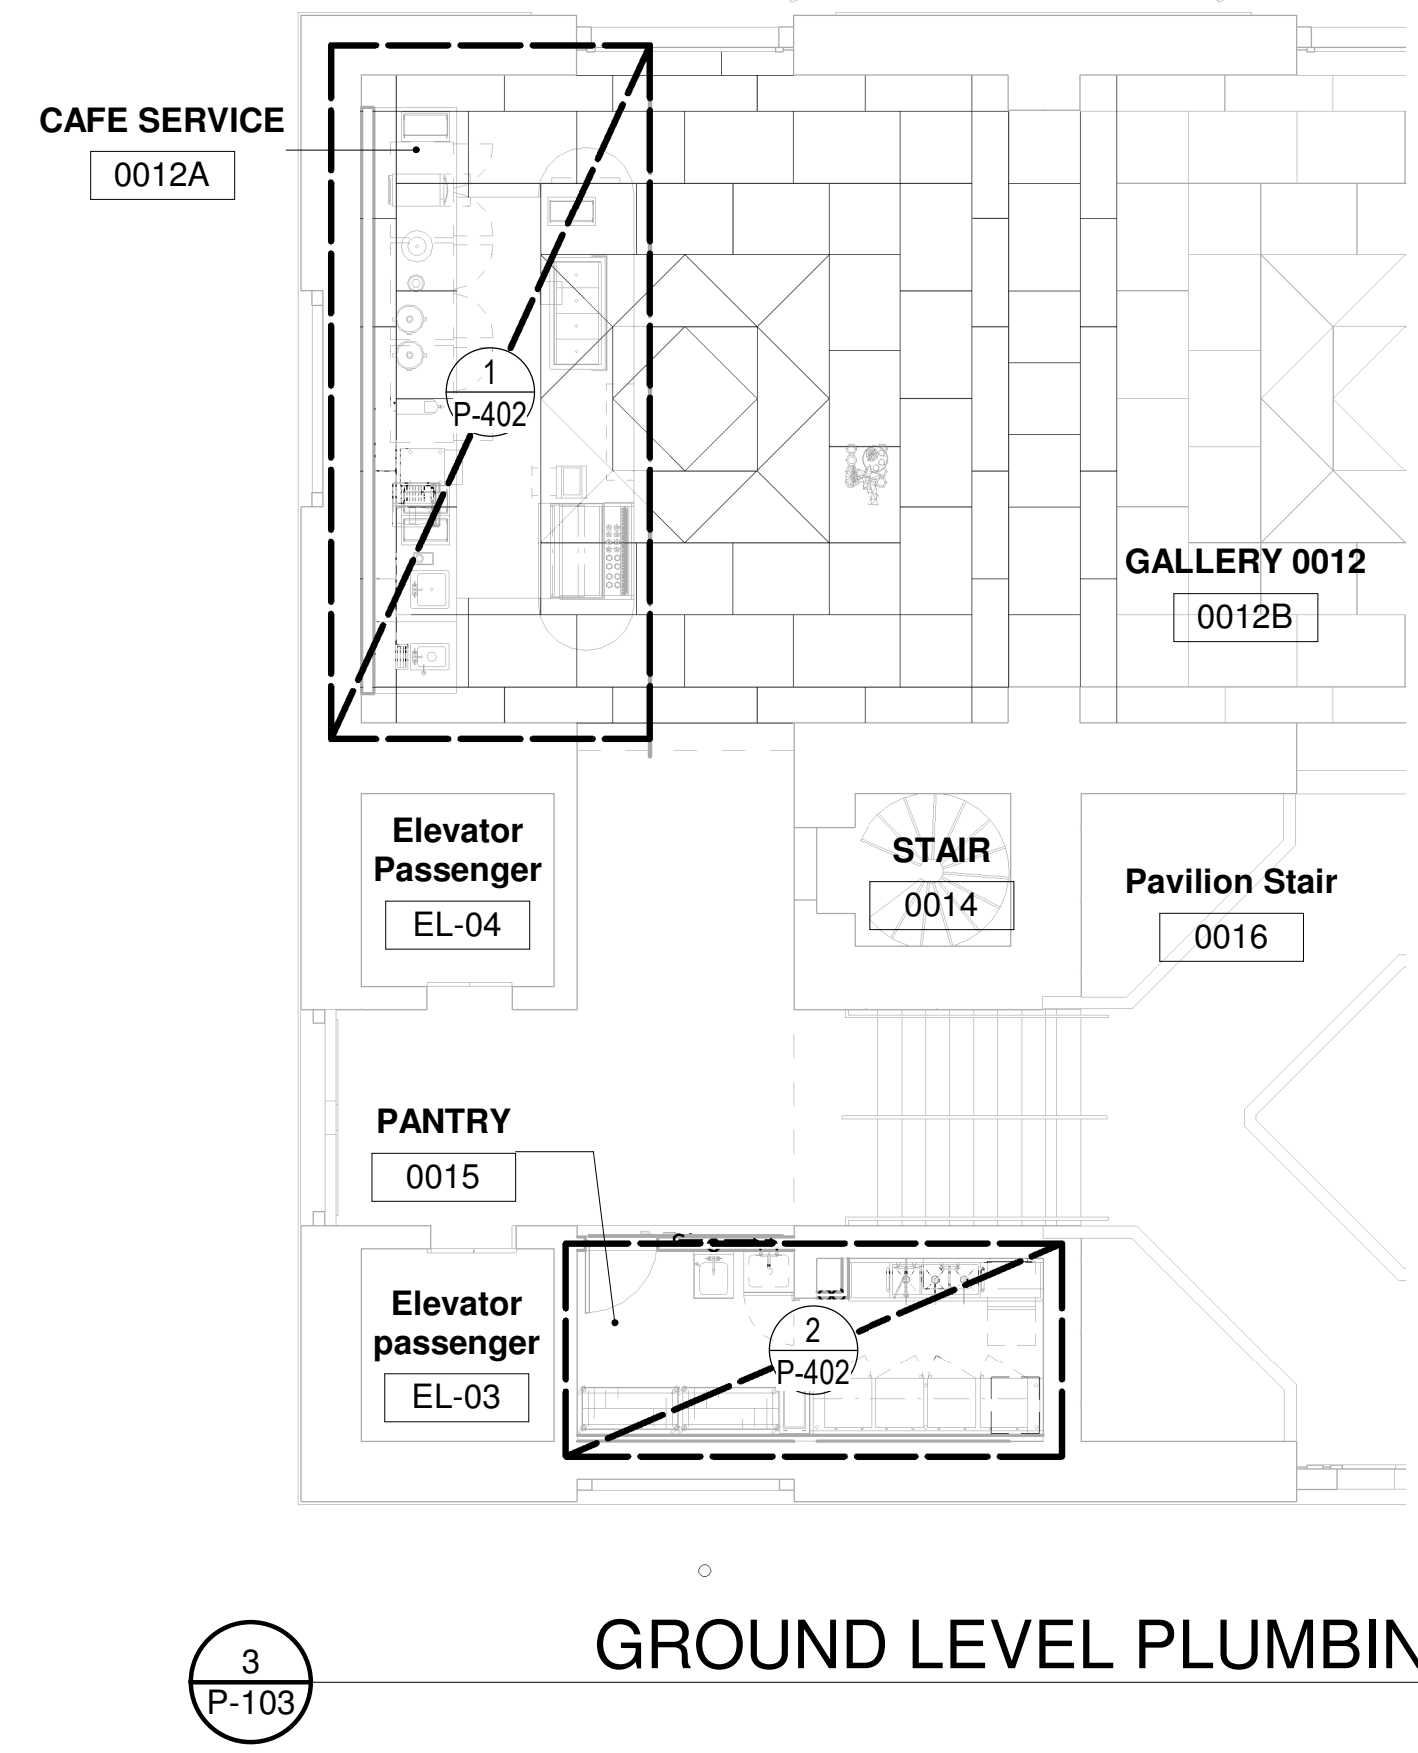 CAFE SERVICE
0012A
1
P-402
GALLERY 0012
0012B
Elevator
Passenger
EL-04
STAIR
0014
Pavilion Stair
0016
PANTRY
0015
Elevator
passenger
EL-03
2
P-402
3
P-103
GROUND LEVEL PLUMBIN